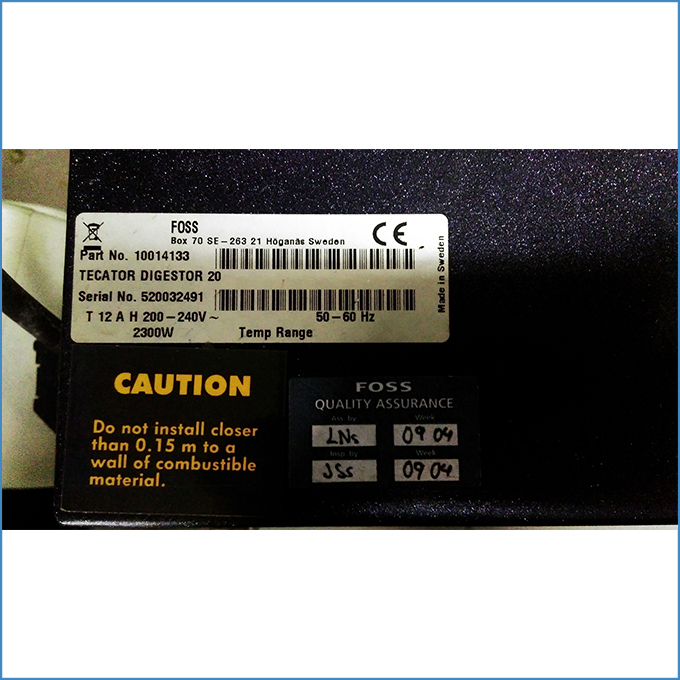 FOSS
Box 70 SE-263 21 Höganäs Sweden
Part No. 10014133
TECATOR DIGESTOR 20
Serial No. 520032491
T 12 A H 200-240V~ 50-60 Hz
2300W Temp Range
Made in Sweden
CAUTION
Do not install closer
than 0.15 m to a
wall of combustible
material.
FOSS
QUALITY ASSURANCE
Ass. by Week
LNs 09 04
Insp. by Week
JSs 09 04